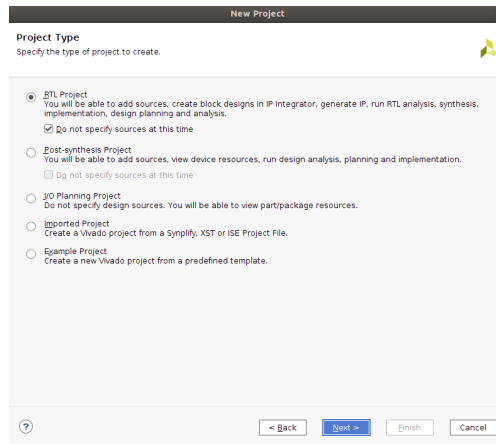 New Project
Project Type
Specify the type of project to create.
RTL Project
You will be able to add sources, create block designs in IP Integrator, generate IP, run RTL analysis, synthesis,
implementation, design planning and analysis.
Do not specify sources at this time
Post-synthesis Project
You will be able to add sources, view device resources, run design analysis, planning and implementation.
Do not specify sources at this time
I/O Planning Project
Do not specify design sources. You will be able to view part/package resources.
Imported Project
Create a Vivado project from a Synplify, XST or ISE Project File.
Example Project
Create a new Vivado project from a predefined template.
?
< Back
Next >
Finish
Cancel